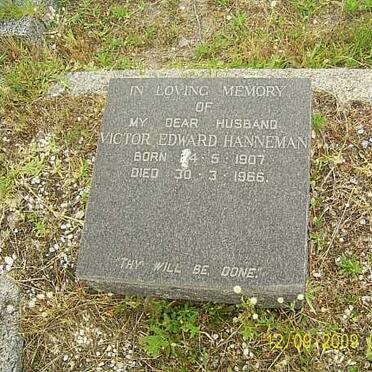 IN LOVING MEMORY
OF
MY DEAR HUSBAND
VICTOR EDWARD HANNEMAN
BORN 4 · 5 · 1907
DIED 30 · 3 · 1966.
"THY WILL BE DONE."
12/09/2009